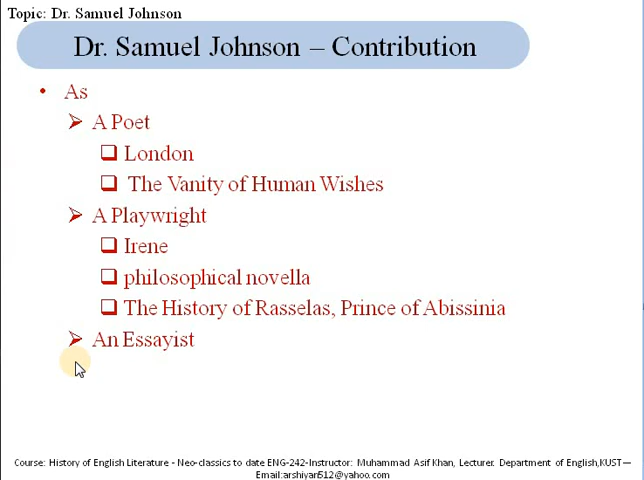 Topic: Dr. Samuel Johnson
Dr. Samuel Johnson – Contribution
• As
➢ A Poet
❑ London
❑ The Vanity of Human Wishes
➢ A Playwright
❑ Irene
❑ philosophical novella
❑ The History of Rasselas, Prince of Abissinia
➢ An Essayist
Course: History of English Literature - Neo-classics to date ENG-242-Instructor: Muhammad Asif Khan, Lecturer. Department of English,KUST—
Email:arshiyan512@yahoo.com